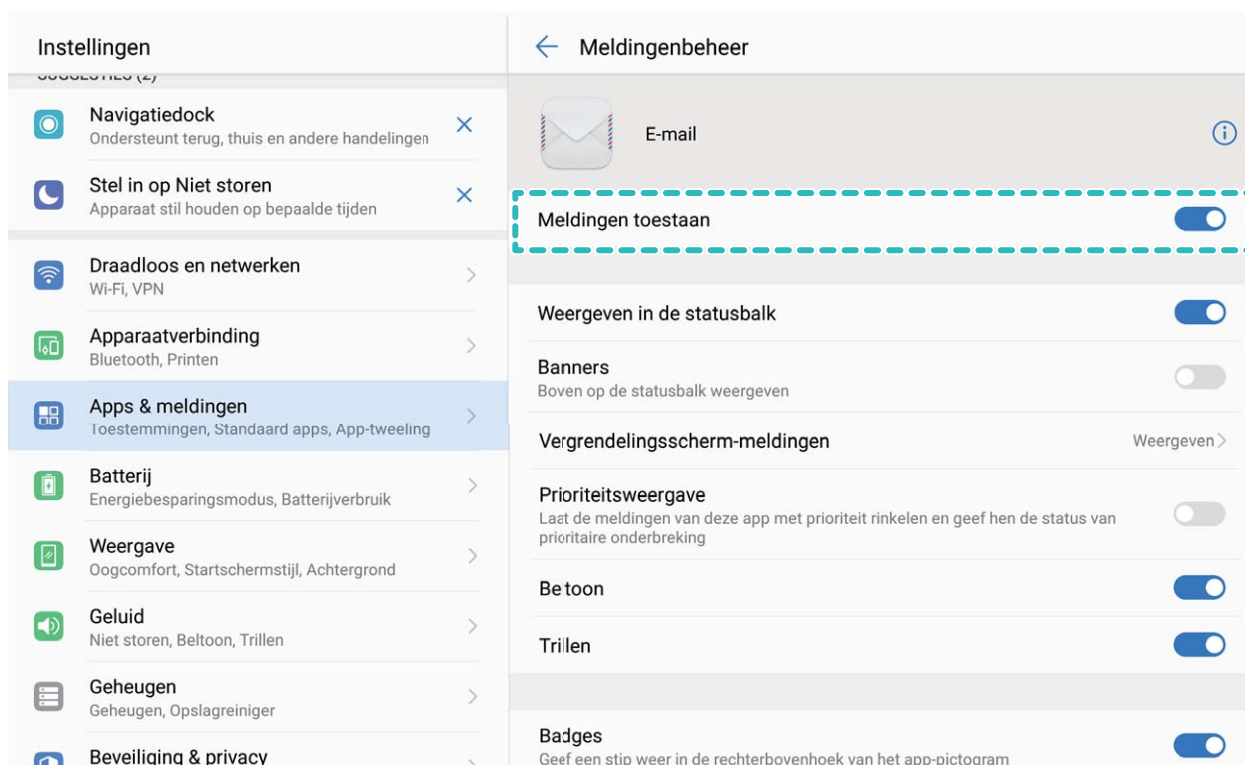 Instellingen
SUGGESTIES (2)
Navigatiedock
Ondersteunt terug, thuis en andere handelingen
Stel in op Niet storen
Apparaat stil houden op bepaalde tijden
Draadloos en netwerken
Wi-Fi, VPN
Apparaatverbinding
Bluetooth, Printen
Apps & meldingen
Toestemmingen, Standaard apps, App-tweeling
Batterij
Energiebesparingsmodus, Batterijverbruik
Weergave
Oogcomfort, Startschermstijl, Achtergrond
Geluid
Niet storen, Beltoon, Trillen
Geheugen
Geheugen, Opslagreiniger
Beveiliging & privacy
Meldingenbeheer
E-mail
Meldingen toestaan
Weergeven in de statusbalk
Banners
Boven op de statusbalk weergeven
Vergrendelingsscherm-meldingen
Weergeven
Prioriteitsweergave
Laat de meldingen van deze app met prioriteit rinkelen en geef hen de status van
prioritaire onderbreking
Be toon
Trillen
Badges
Geef een stip weer in de rechterbovenhoek van het app-pictogram